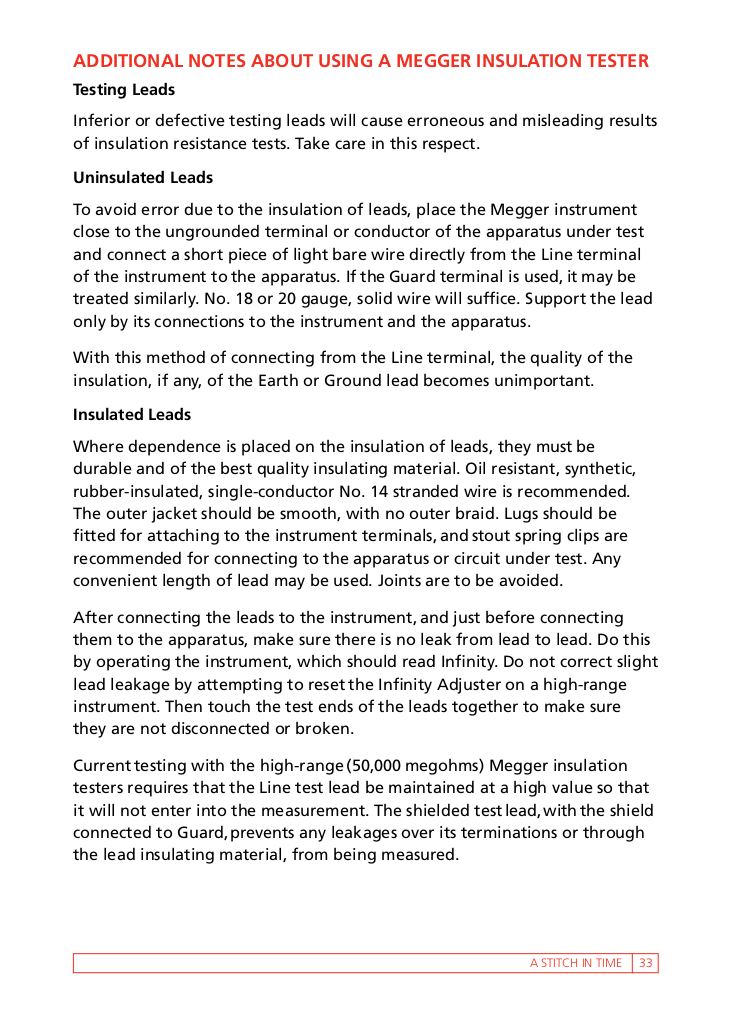 ADDITIONAL NOTES ABOUT USING A MEGGER INSULATION TESTER
Testing Leads
Inferior or defective testing leads will cause erroneous and misleading results
of insulation resistance tests. Take care in this respect.
Uninsulated Leads
To avoid error due to the insulation of leads, place the Megger instrument
close to the ungrounded terminal or conductor of the apparatus under test
and connect a short piece of light bare wire directly from the Line terminal
of the instrument to the apparatus. If the Guard terminal is used, it may be
treated similarly. No. 18 or 20 gauge, solid wire will suffice. Support the lead
only by its connections to the instrument and the apparatus.
With this method of connecting from the Line terminal, the quality of the
insulation, if any, of the Earth or Ground lead becomes unimportant.
Insulated Leads
Where dependence is placed on the insulation of leads, they must be
durable and of the best quality insulating material. Oil resistant, synthetic,
rubber-insulated, single-conductor No. 14 stranded wire is recommended.
The outer jacket should be smooth, with no outer braid. Lugs should be
fitted for attaching to the instrument terminals, and stout spring clips are
recommended for connecting to the apparatus or circuit under test. Any
convenient length of lead may be used. Joints are to be avoided.
After connecting the leads to the instrument, and just before connecting
them to the apparatus, make sure there is no leak from lead to lead. Do this
by operating the instrument, which should read Infinity. Do not correct slight
lead leakage by attempting to reset the Infinity Adjuster on a high-range
instrument. Then touch the test ends of the leads together to make sure
they are not disconnected or broken.
Current testing with the high-range (50,000 megohms) Megger insulation
testers requires that the Line test lead be maintained at a high value so that
it will not enter into the measurement. The shielded test lead, with the shield
connected to Guard, prevents any leakages over its terminations or through
the lead insulating material, from being measured.
A STITCH IN TIME 33